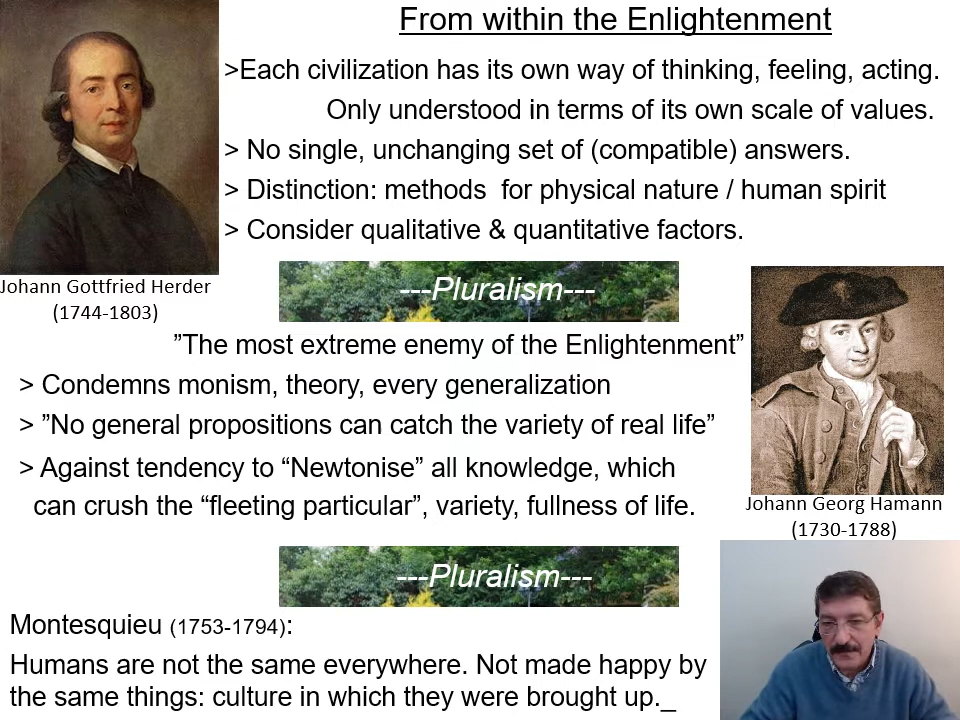 From within the Enlightenment
>Each civilization has its own way of thinking, feeling, acting.
Only understood in terms of its own scale of values.
> No single, unchanging set of (compatible) answers.
> Distinction: methods for physical nature / human spirit
> Consider qualitative & quantitative factors.
Johann Gottfried Herder
(1744-1803)
---Pluralism---
”The most extreme enemy of the Enlightenment”
> Condemns monism, theory, every generalization
> ”No general propositions can catch the variety of real life”
> Against tendency to “Newtonise” all knowledge, which
can crush the “fleeting particular”, variety, fullness of life.
Johann Georg Hamann
(1730-1788)
---Pluralism---
Montesquieu (1753-1794):
Humans are not the same everywhere. Not made happy by
the same things: culture in which they were brought up._